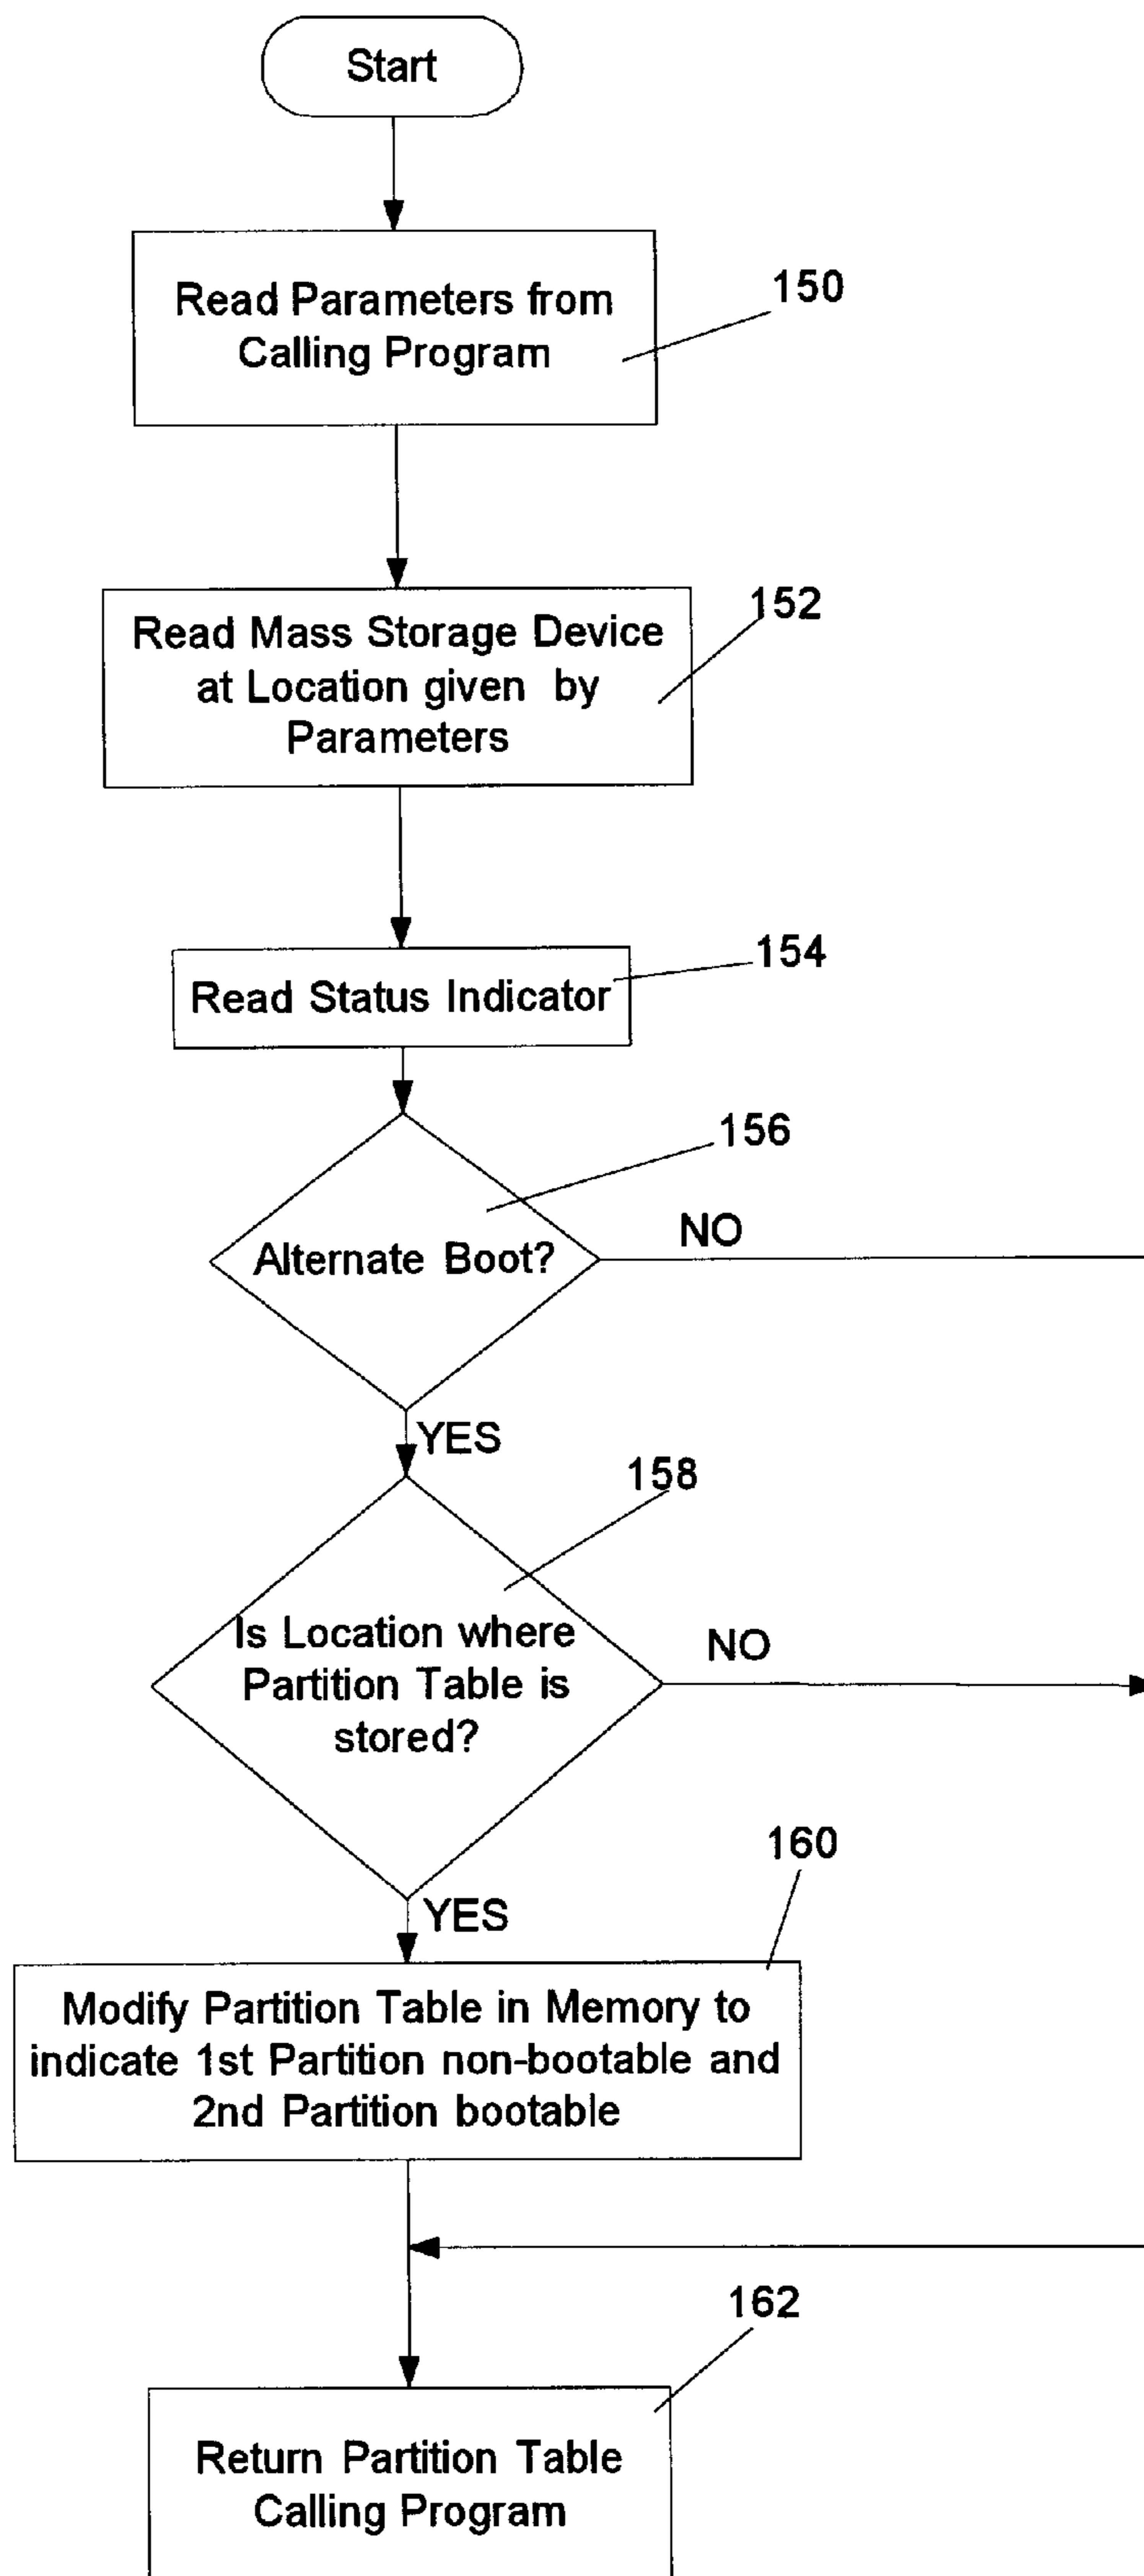 Start
150
Read Parameters from
Calling Program
152
Read Mass Storage Device
at Location given by
Parameters
154
Read Status Indicator
156
NO
Alternate Boot?
YES
158
Is Location where
NO
Partition Table is
stored?
160
YES
Modify Partition Table in Memory to
indicate 1st Partition non-bootable and
2nd Partition bootable
162
Return Partition Table
Calling Program